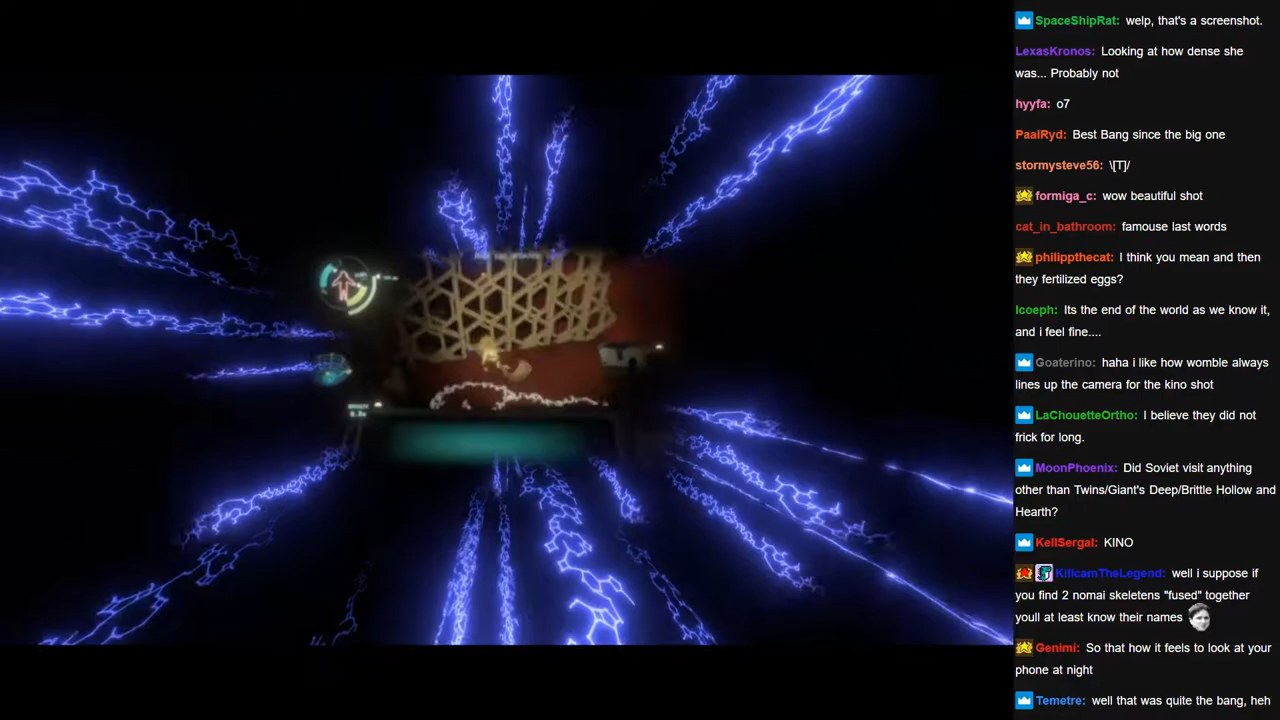 SpaceShipRat: welp, that's a screenshot.
LexasKronos: Looking at how dense she
was... Probably not
hyyfa: o7
PaalRyd: Best Bang since the big one
stormysteve56: \[T]/
formiga_c: wow beautiful shot
cat_in_bathroom: famouse last words
philippthecat: I think you mean and then
they fertilized eggs?
Icoeph: Its the end of the world as we know it,
and i feel fine....
Goaterino: haha i like how womble always
lines up the camera for the kino shot
LaChouetteOrtho: I believe they did not
frick for long.
MoonPhoenix: Did Soviet visit anything
other than Twins/Giant's Deep/Brittle Hollow and
Hearth?
KellSergal: KINO
KillcamTheLegend: well i suppose if
you find 2 nomai skeletens "fused" together
youll at least know their names
Genimi: So that how it feels to look at your
phone at night
Temetre: well that was quite the bang, heh